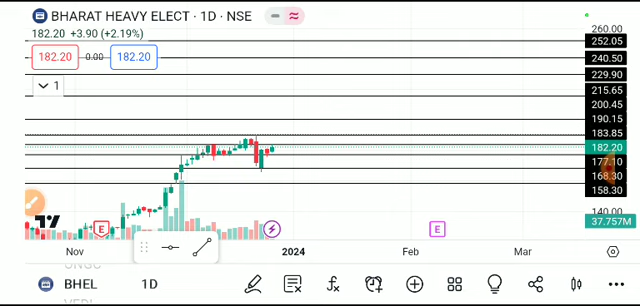 BHARAT HEAVY ELECT · 1D · NSE
182.20 +3.90 (+2.19%)
182.20 0.00 182.20
1
260.00
252.05
240.50
229.90
215.65
200.45
190.15
183.85
182.20
168.30
158.30
140.00
37.757M
E
E
Nov 2024 Feb Mar
BHEL 1D